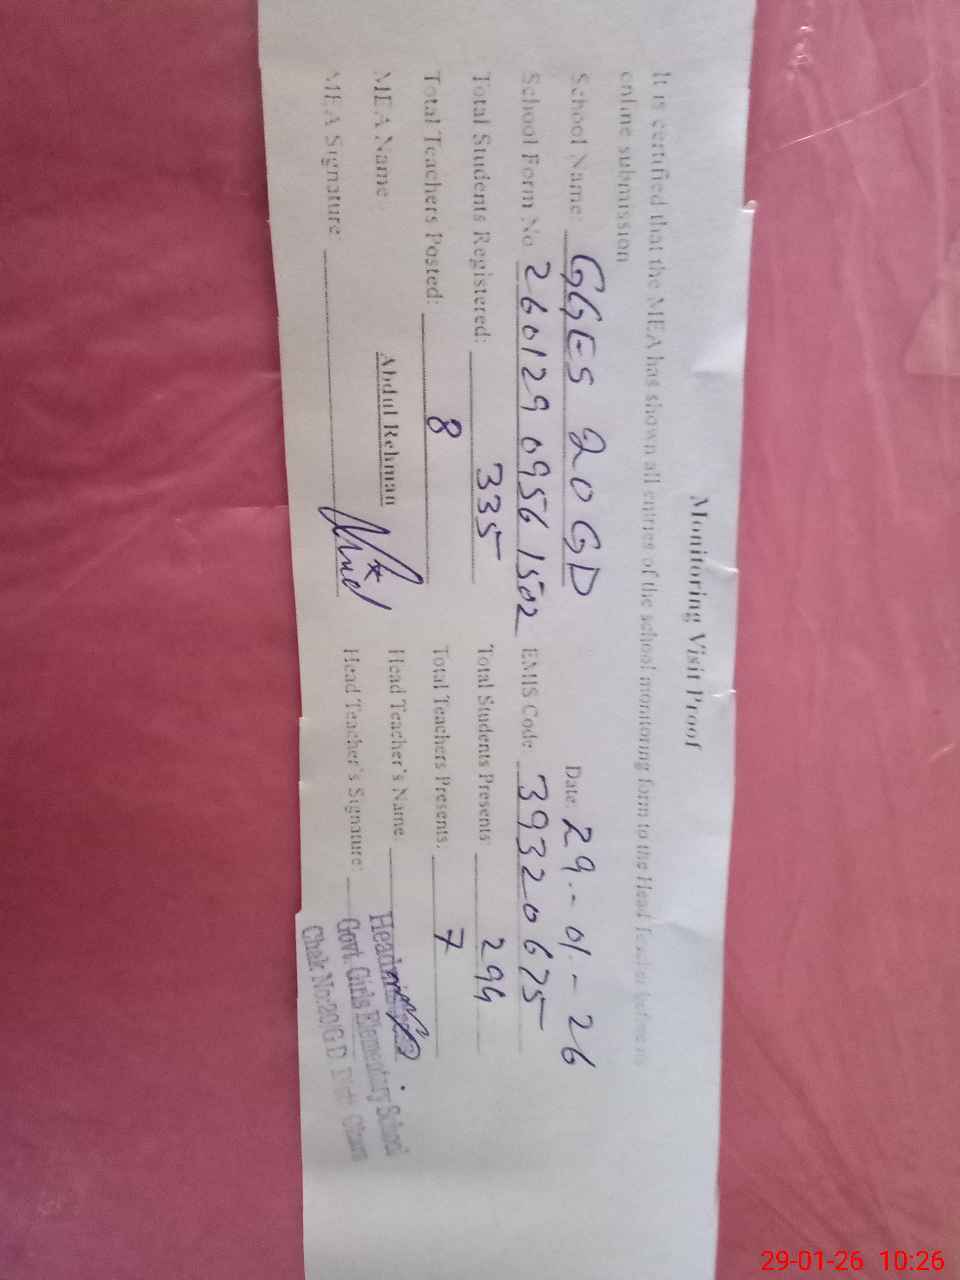 Monitoring Visit Proof
It is certified that the MEA has shown all entries of the school monitoring form to the Head Teacher before its
online submission
School Name: GGES 20GD Date: 29-01-26
School Form No 260129 0956 1502 EMIS Code: 39320675
Total Students Registered: 335 Total Students Presents: 294
Total Teachers Posted: 8 Total Teachers Presents: 7
MEA Name Abdul Rehman Head Teacher's Name:
MEA Signature: Head Teacher's Signature:
Govt. Girls Elementary School
Chak No:20/G.D
29-01-26 10:26